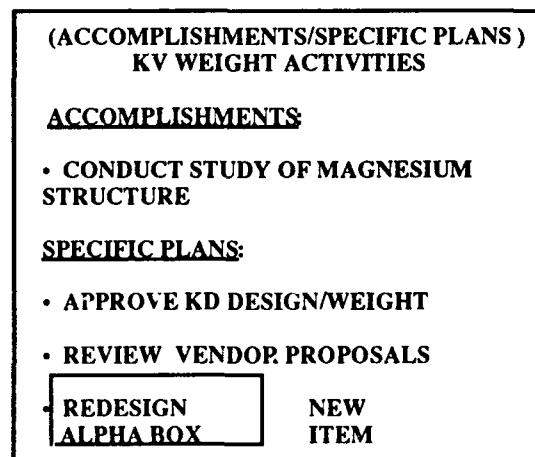 (ACCOMPLISHMENTS/SPECIFIC PLANS )
KV WEIGHT ACTIVITIES
ACCOMPLISHMENTS:
• CONDUCT STUDY OF MAGNESIUM
STRUCTURE
SPECIFIC PLANS:
• APPROVE KD DESIGN/WEIGHT
• REVIEW VENDOR PROPOSALS
• REDESIGN NEW
ALPHA BOX ITEM